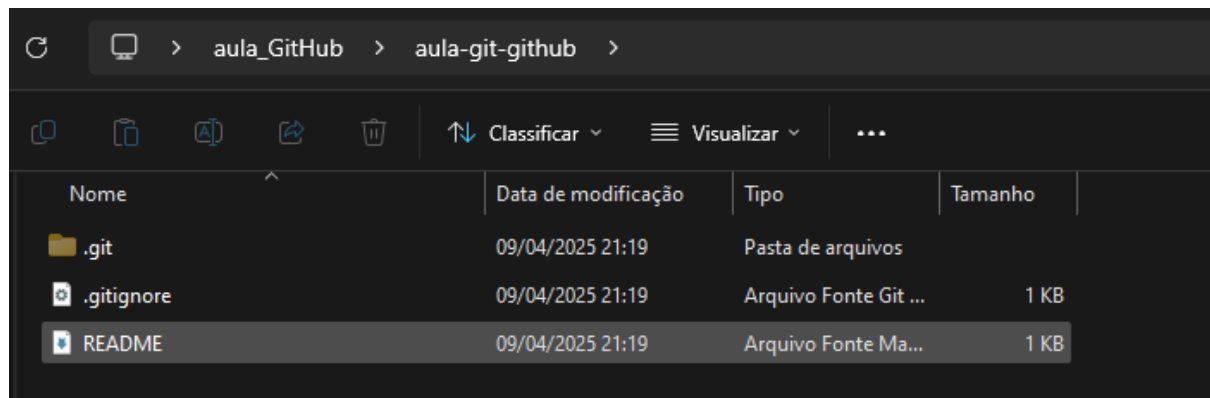 aula_GitHub > aula-git-github >
Classificar Visualizar ...
Nome Data de modificação Tipo Tamanho
.git 09/04/2025 21:19 Pasta de arquivos
.gitignore 09/04/2025 21:19 Arquivo Fonte Git ... 1 KB
README 09/04/2025 21:19 Arquivo Fonte Ma... 1 KB